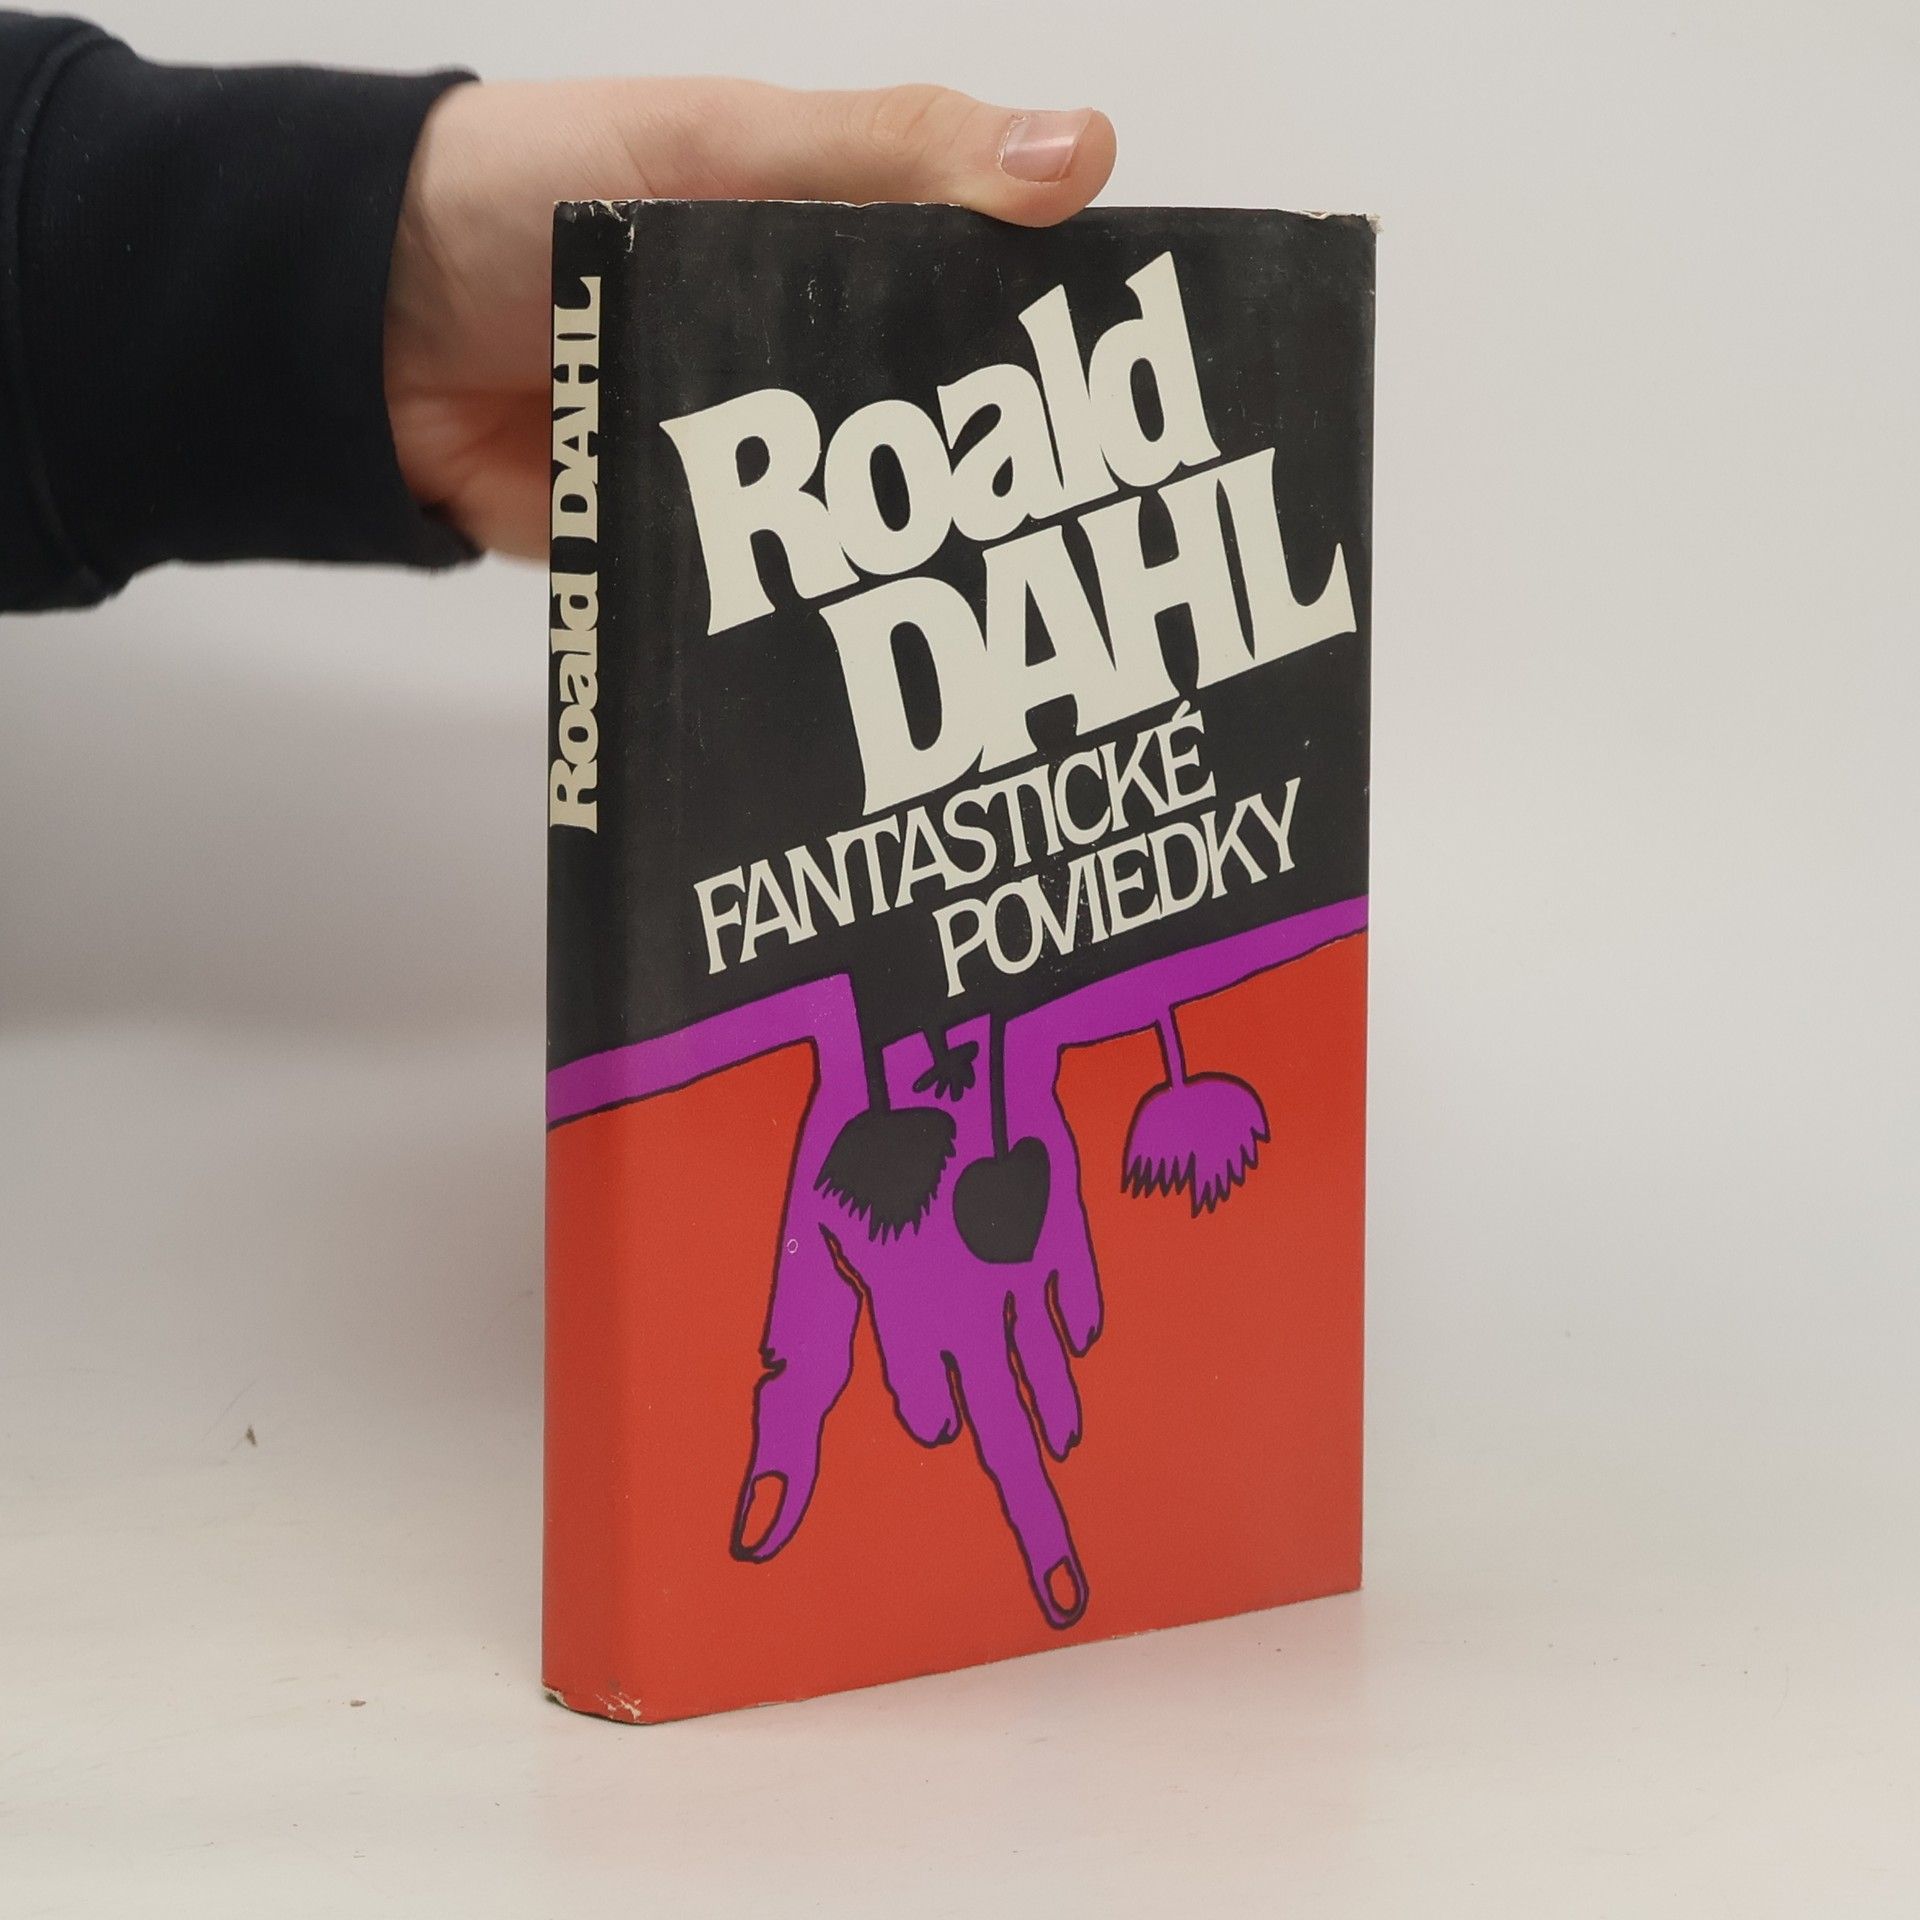 Roald DAHL
Roald
DAHL
FANTASTICKÉ
POVIEDKY